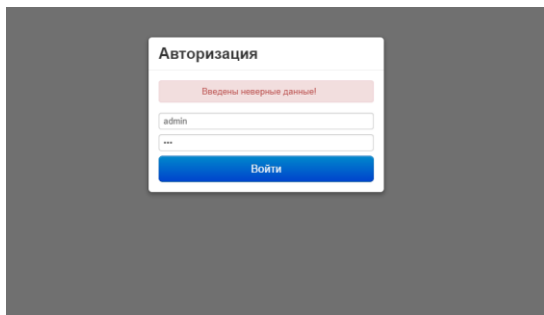 Авторизация
Введены неверные данные!
admin
•••
Войти